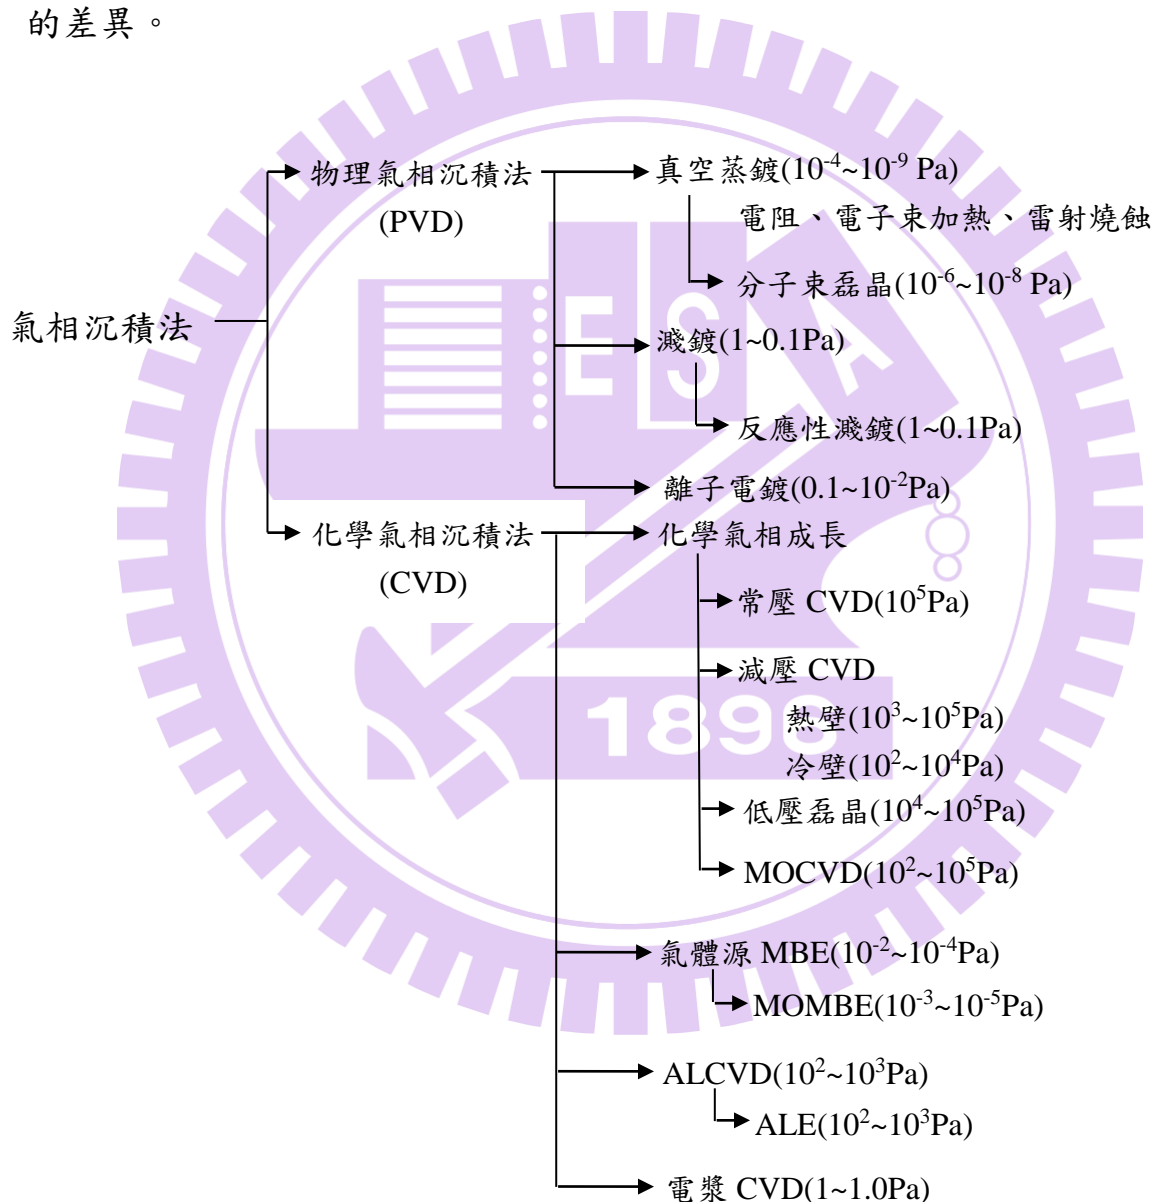 的差異。
物理氣相沉積法
(PVD)
真空蒸鍍(10⁻⁴~10⁻⁹ Pa)
電阻、電子束加熱、雷射燒蝕
分子束磊晶(10⁻⁶~10⁻⁸ Pa)
氣相沉積法
濺鍍(1~0.1Pa)
反應性濺鍍(1~0.1Pa)
離子電鍍(0.1~10⁻²Pa)
化學氣相沉積法
(CVD)
化學氣相成長
常壓 CVD(10⁵Pa)
減壓 CVD
熱壁(10³~10⁵Pa)
冷壁(10²~10⁴Pa)
低壓磊晶(10⁴~10⁵Pa)
MOCVD(10²~10⁵Pa)
氣體源 MBE(10⁻²~10⁻⁴Pa)
MOMBE(10⁻³~10⁻⁵Pa)
ALCVD(10²~10³Pa)
ALE(10²~10³Pa)
電漿 CVD(1~1.0Pa)
E S A
1896